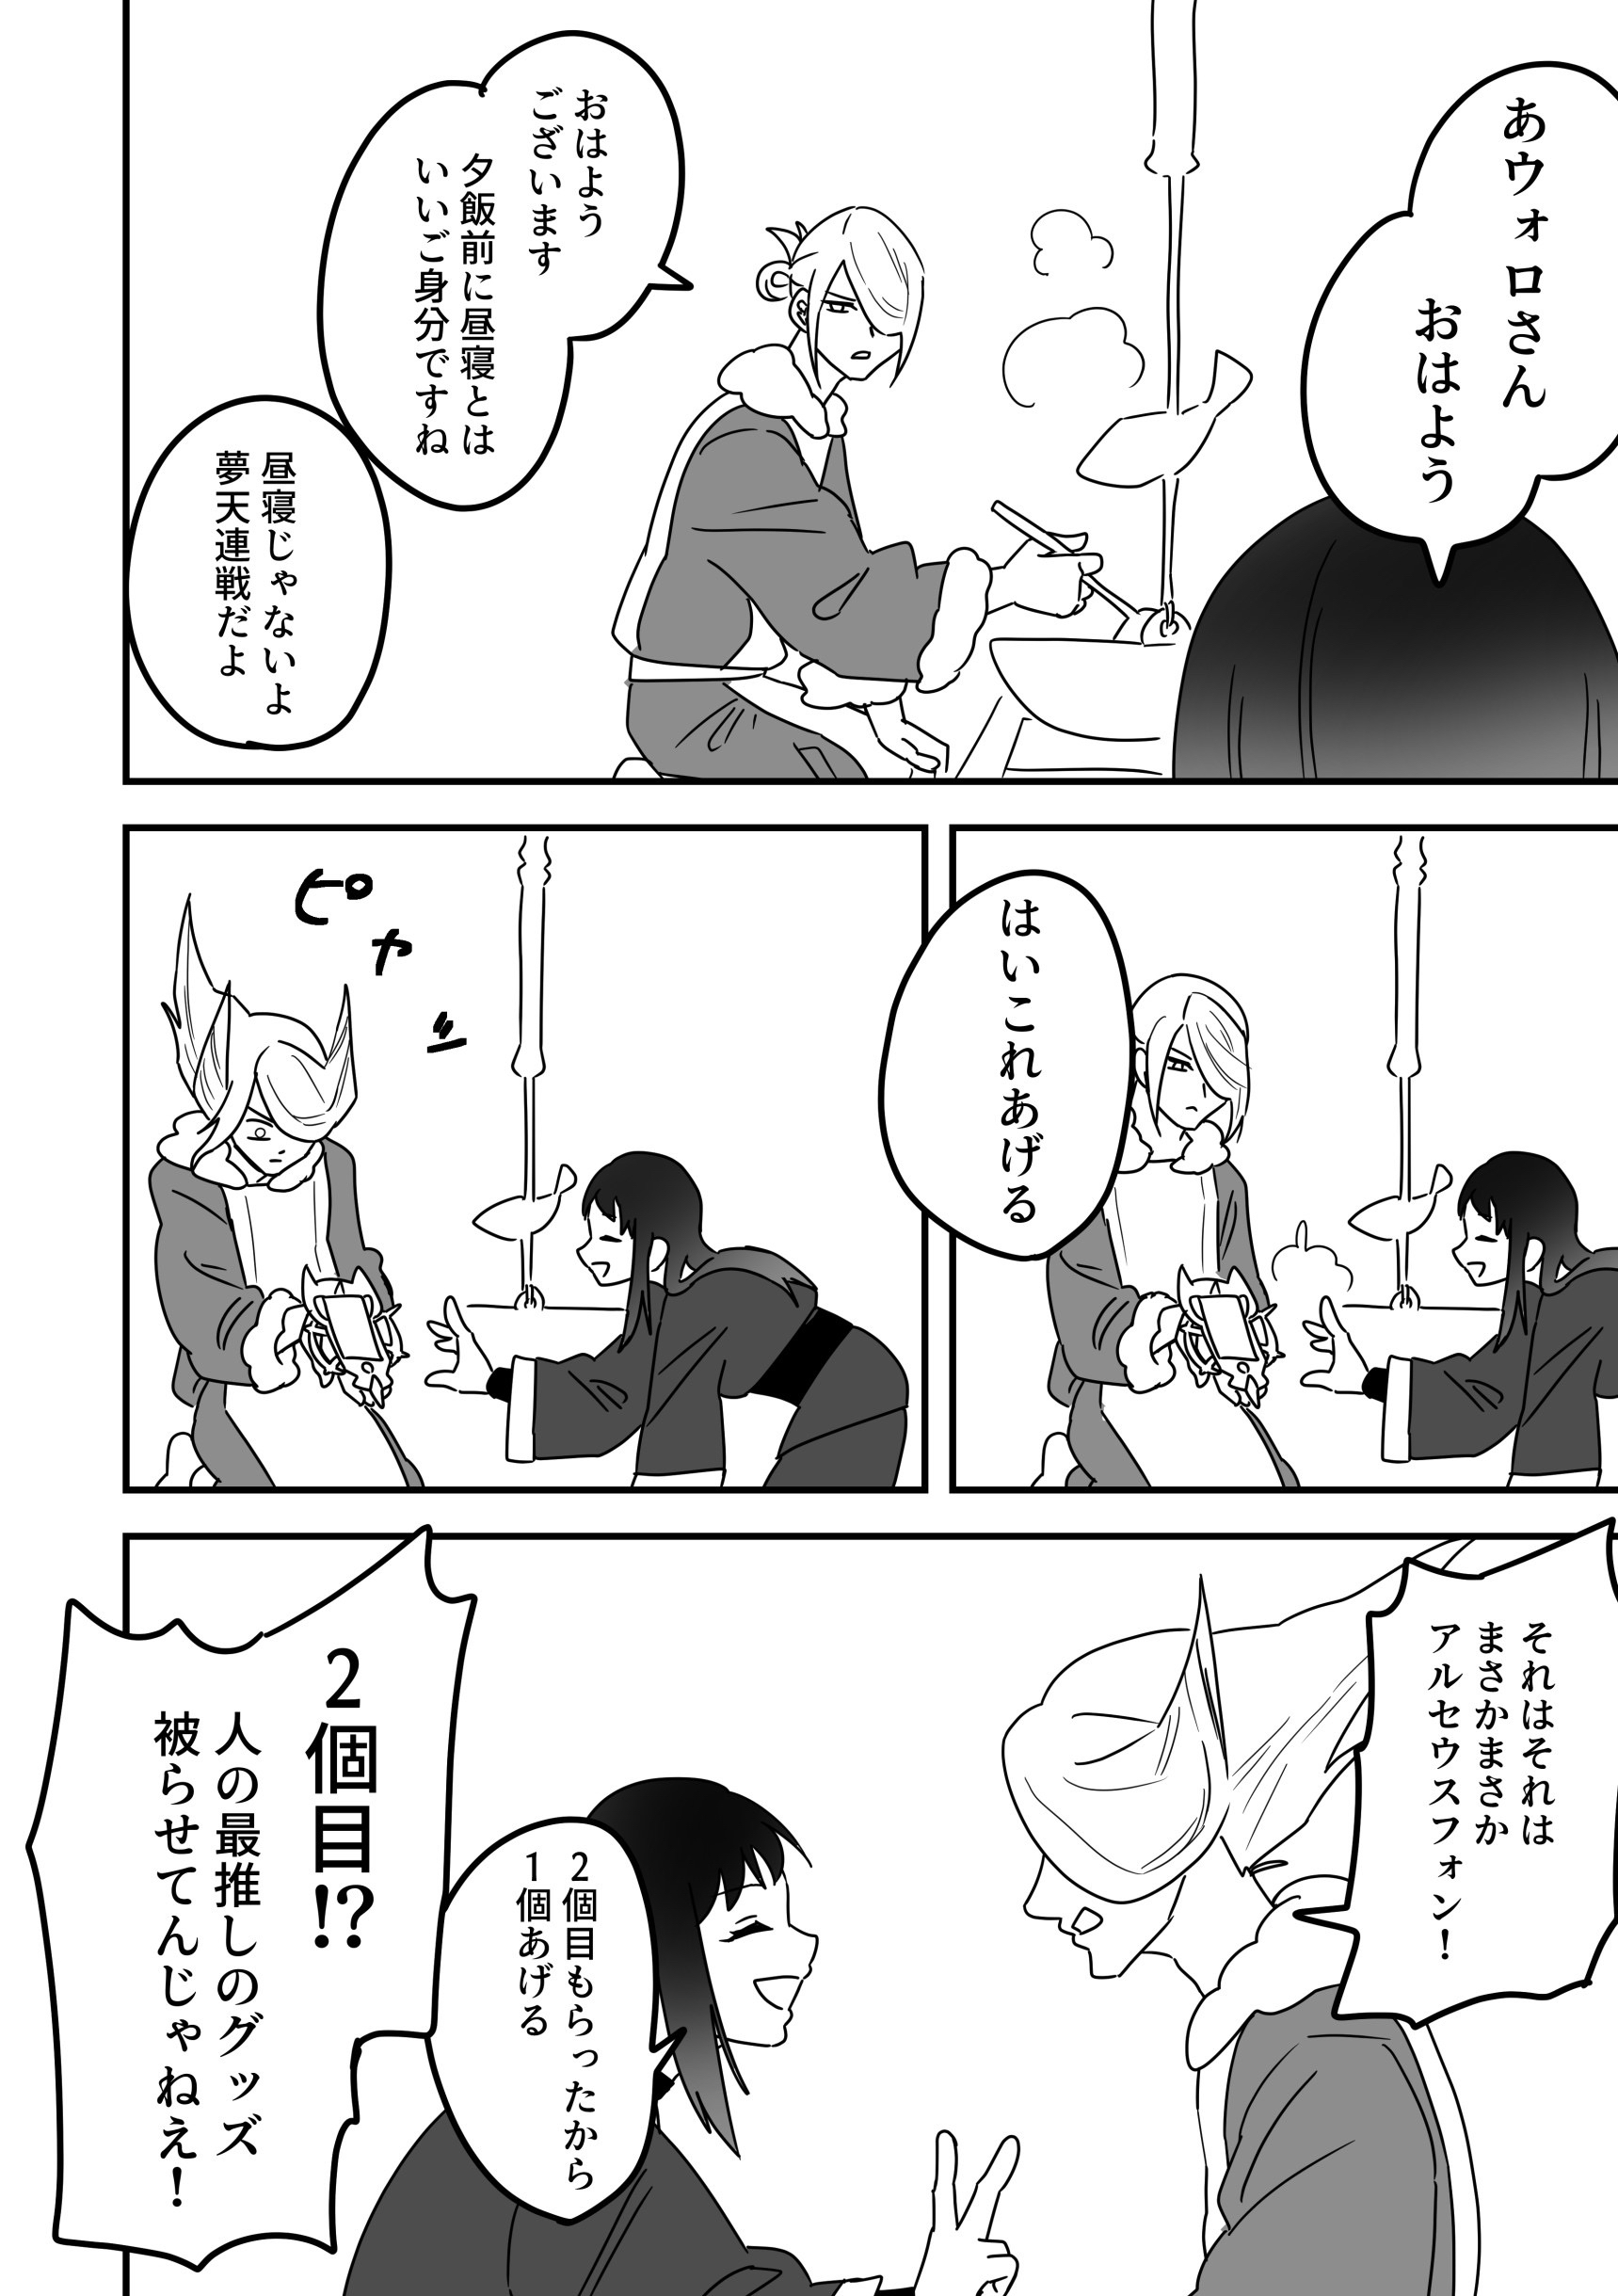 あウォロさん
おはよう
おはよう
ございます
夕飯前に昼寝とは
いいご身分ですね
昼寝じゃないよ
夢天連戦だよ
はいこれあげる
ピャッ
それはそれは
まさかまさか
アルセウスフォン!
2個目もらったから
1個あげる
2個目!?
人の最推しのグッズ
被らせてんじゃねえ!